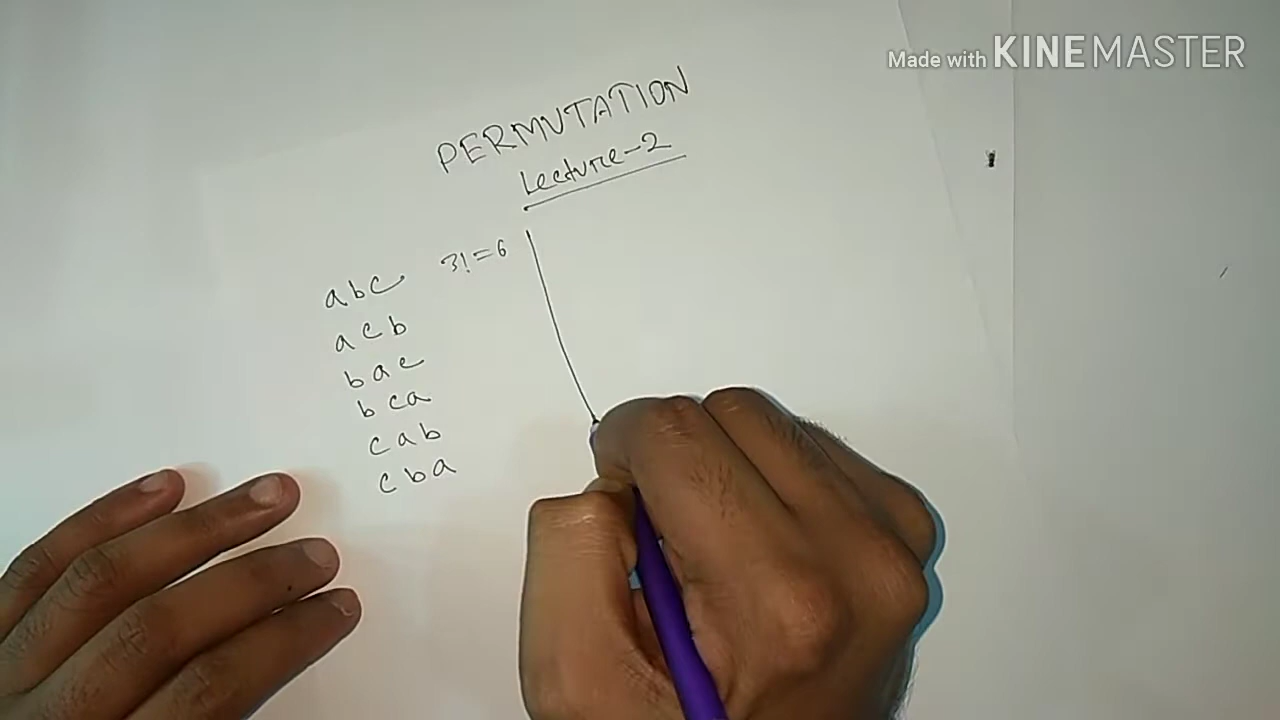 Made with KINEMASTER
PERMUTATION
Lecture-2
3! = 6
abc
acb
bac
bca
cab
cba